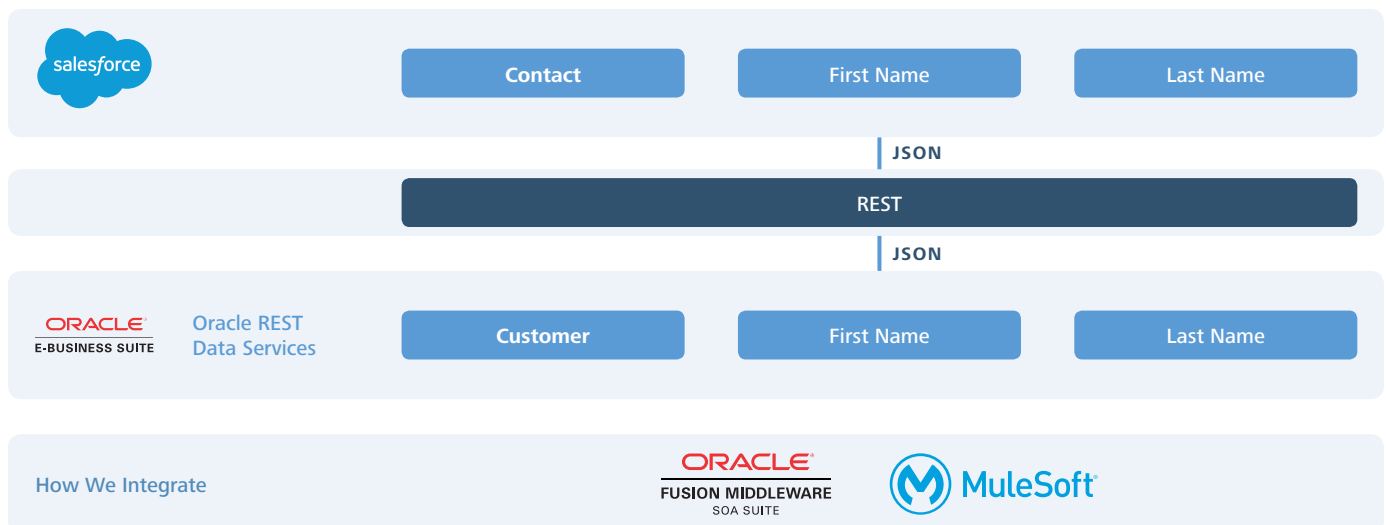 salesforce
Contact
First Name
Last Name
JSON
REST
JSON
ORACLE®
E-BUSINESS SUITE
Oracle REST
Data Services
Customer
First Name
Last Name
How We Integrate
ORACLE®
FUSION MIDDLEWARE
SOA SUITE
MuleSoft®